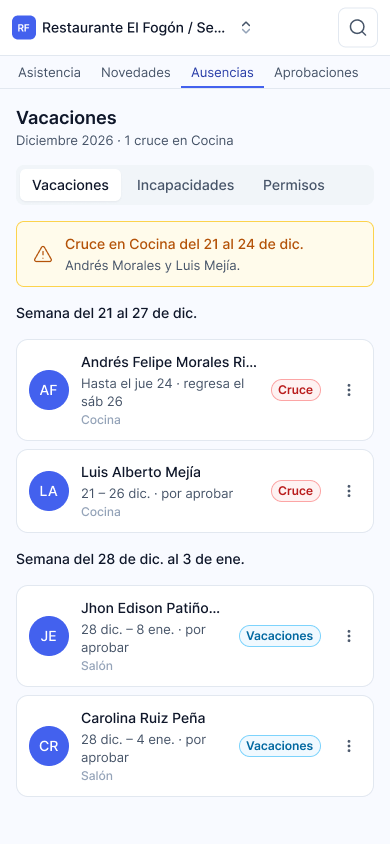 RF Restaurante El Fogón / Se...
Asistencia Novedades Ausencias Aprobaciones
Vacaciones
Diciembre 2026 · 1 cruce en Cocina
Vacaciones Incapacidades Permisos
Cruce en Cocina del 21 al 24 de dic.
Andrés Morales y Luis Mejía.
Semana del 21 al 27 de dic.
AF
Andrés Felipe Morales Ri...
Hasta el jue 24 · regresa el
sáb 26
Cocina
Cruce
LA
Luis Alberto Mejía
21 – 26 dic. · por aprobar
Cocina
Cruce
Semana del 28 de dic. al 3 de ene.
JE
Jhon Edison Patiño...
28 dic. – 8 ene. · por
aprobar
Salón
Vacaciones
CR
Carolina Ruiz Peña
28 dic. – 4 ene. · por
aprobar
Salón
Vacaciones